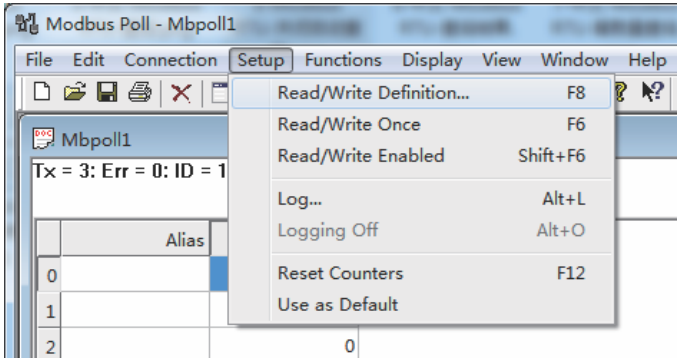 Modbus Poll - Mbpoll1
File Edit Connection Setup Functions Display View Window Help
Read/Write Definition... F8
Read/Write Once F6
Read/Write Enabled Shift+F6
Log... Alt+L
Logging Off Alt+O
Reset Counters F12
Use as Default
Mbpoll1
Tx = 3: Err = 0: ID = 1
Alias
0
1
2 0